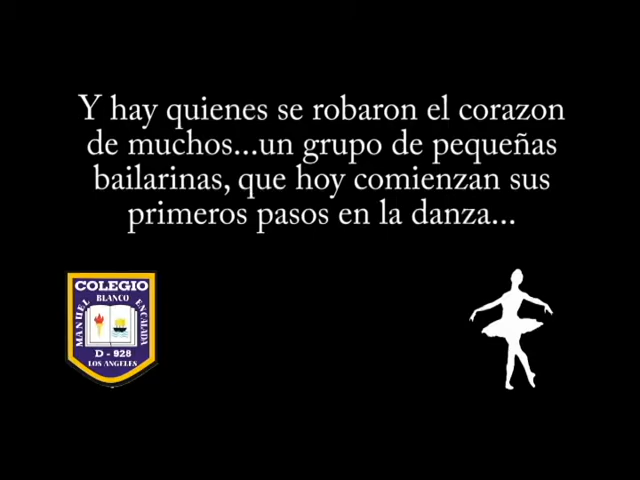 Y hay quienes se robaron el corazon
de muchos...un grupo de pequeñas
bailarinas, que hoy comienzan sus
primeros pasos en la danza...
COLEGIO
MANUEL BLANCO ENCALADA
D - 928
LOS ANGELES